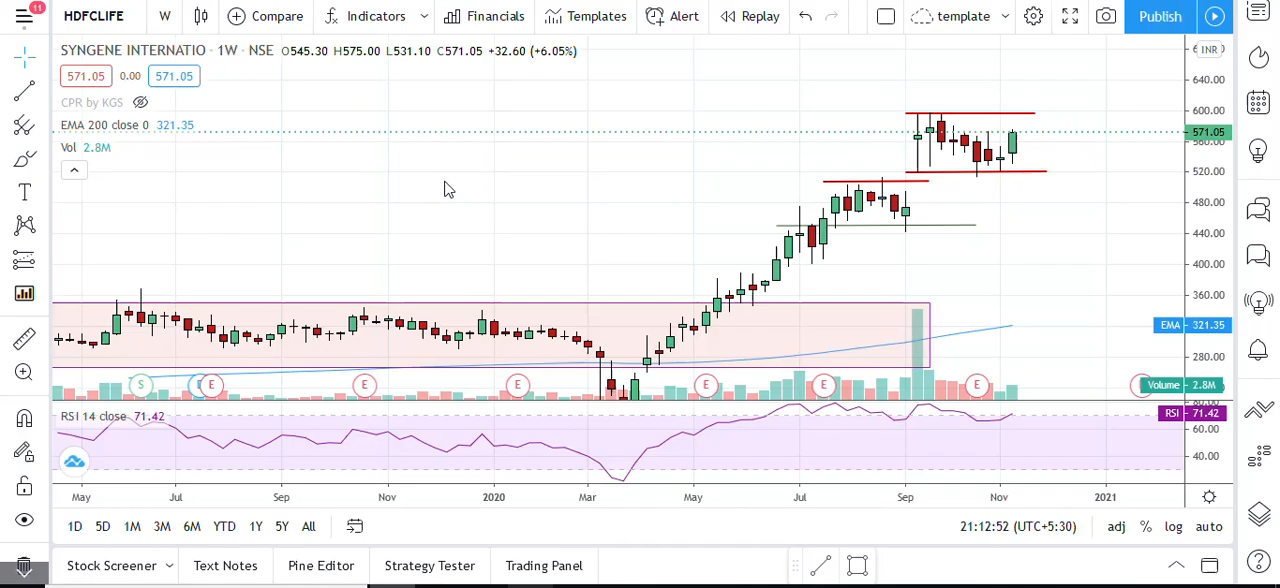 11
HDFCLIFE W Compare Indicators Financials Templates Alert Replay template Publish
SYNGENE INTERNATIO · 1W · NSE O545.30 H575.00 L531.10 C571.05 +32.60 (+6.05%)
INR
571.05 0.00 571.05
640.00
CPR by KGS
600.00
EMA 200 close 0 321.35
571.05
560.00
Vol 2.8M
520.00
480.00
440.00
400.00
360.00
EMA 321.35
280.00
S E E E E E E
Volume 2.8M
80.00
RSI 14 close 71.42
RSI 71.42
60.00
40.00
May Jul Sep Nov 2020 Mar May Jul Sep Nov 2021
1D 5D 1M 3M 6M YTD 1Y 5Y All 21:12:52 (UTC+5:30) adj % log auto
Stock Screener Text Notes Pine Editor Strategy Tester Trading Panel